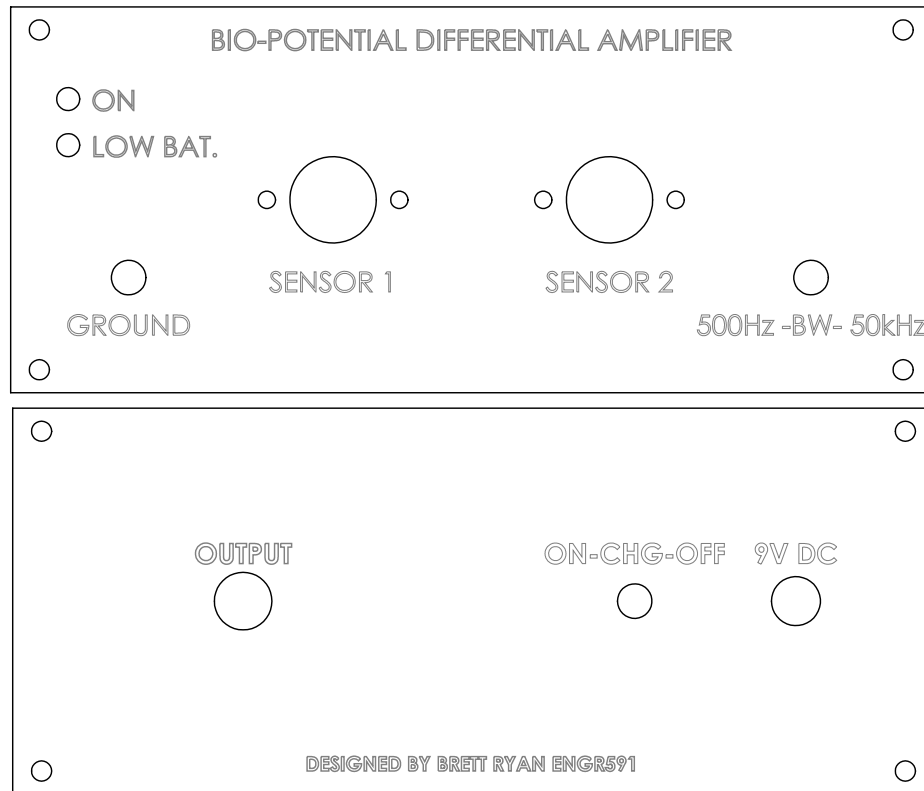 BIO-POTENTIAL DIFFERENTIAL AMPLIFIER
ON
LOW BAT.
SENSOR 1
SENSOR 2
GROUND
500Hz -BW- 50kHz
OUTPUT
ON-CHG-OFF
9V DC
DESIGNED BY BRETT RYAN ENGR591